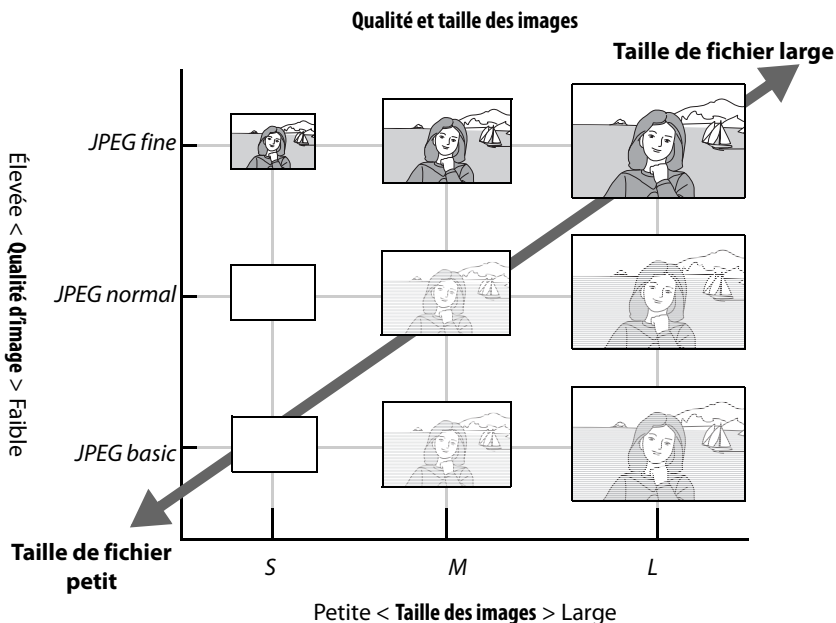 Qualité et taille des images
Taille de fichier large
JPEG fine
JPEG normal
JPEG basic
Élevée < Qualité d'image > Faible
Taille de fichier
petit
S M L
Petite < Taille des images > Large